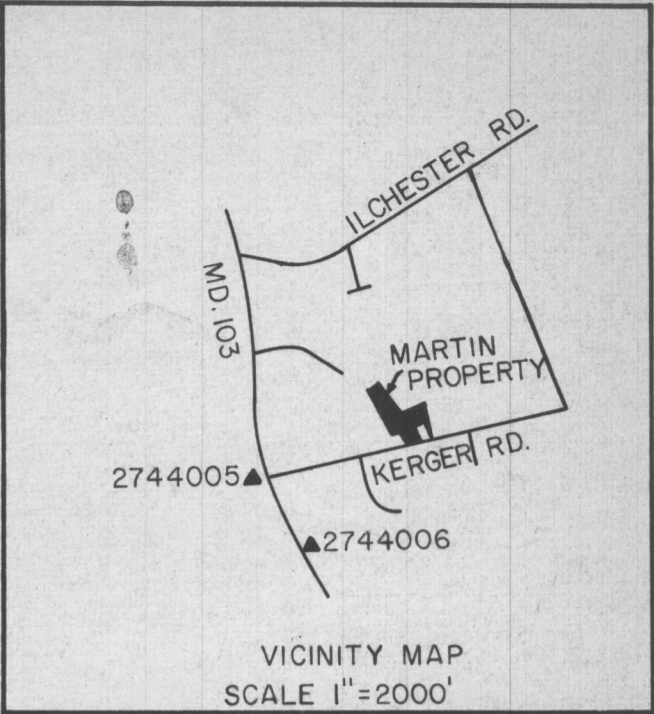 ILCHESTER RD.
MD. 103
MARTIN
PROPERTY
2744005
KERGER RD.
2744006
VICINITY MAP
SCALE 1"=2000'